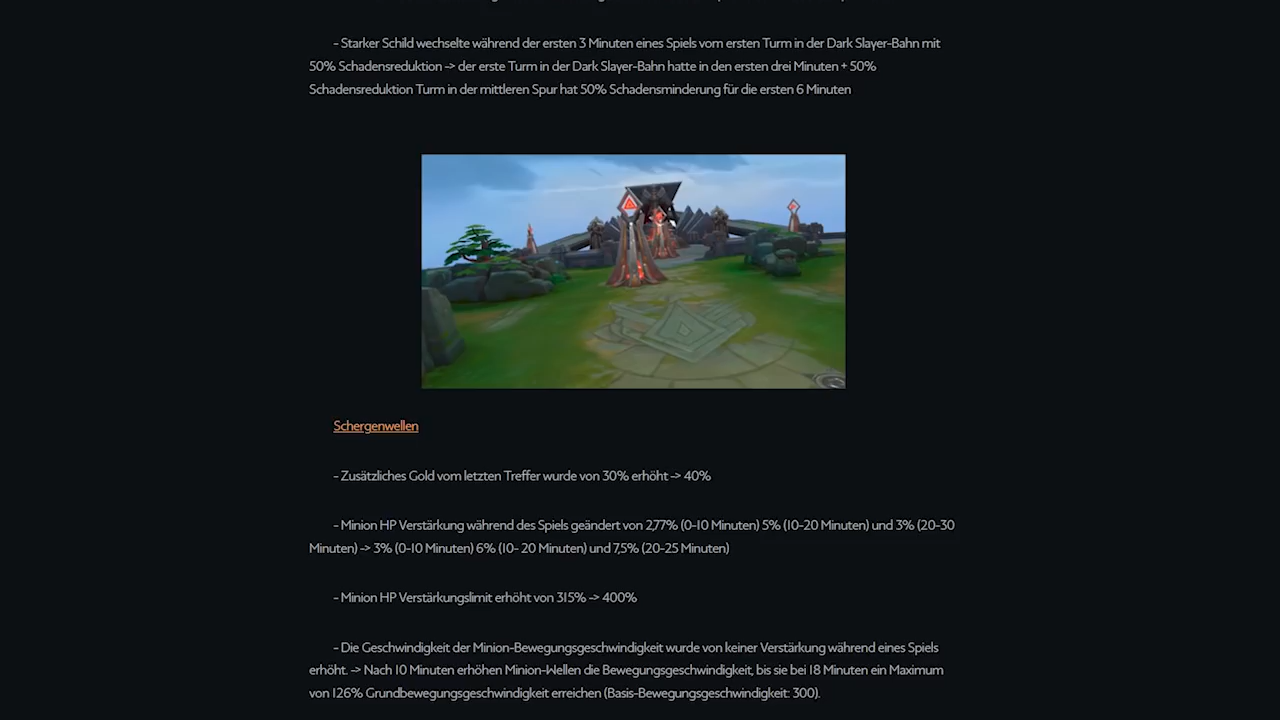 - Starker Schild wechselte während der ersten 3 Minuten eines Spiels vom ersten Turm in der Dark Slayer-Bahn mit
50% Schadensreduktion -> der erste Turm in der Dark Slayer-Bahn hatte in den ersten drei Minuten + 50%
Schadensreduktion Turm in der mittleren Spur hat 50% Schadensminderung für die ersten 6 Minuten
Schergenwellen
- Zusätzliches Gold vom letzten Treffer wurde von 30% erhöht -> 40%
- Minion HP Verstärkung während des Spiels geändert von 2,77% (0-10 Minuten) 5% (10-20 Minuten) und 3% (20-30
Minuten) -> 3% (0-10 Minuten) 6% (10- 20 Minuten) und 7,5% (20-25 Minuten)
- Minion HP Verstärkungslimit erhöht von 315% -> 400%
- Die Geschwindigkeit der Minion-Bewegungsgeschwindigkeit wurde von keiner Verstärkung während eines Spiels
erhöht. -> Nach 10 Minuten erhöhen Minion-Wellen die Bewegungsgeschwindigkeit, bis sie bei 18 Minuten ein Maximum
von 126% Grundbewegungsgeschwindigkeit erreichen (Basis-Bewegungsgeschwindigkeit: 300).